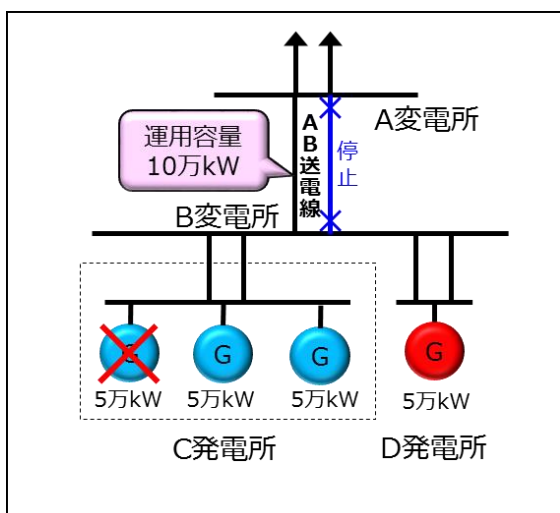 A変電所
運用容量
10万kW
AB送電線
停止
B変電所
G
G
G
G
5万kW
5万kW
5万kW
5万kW
C発電所
D発電所